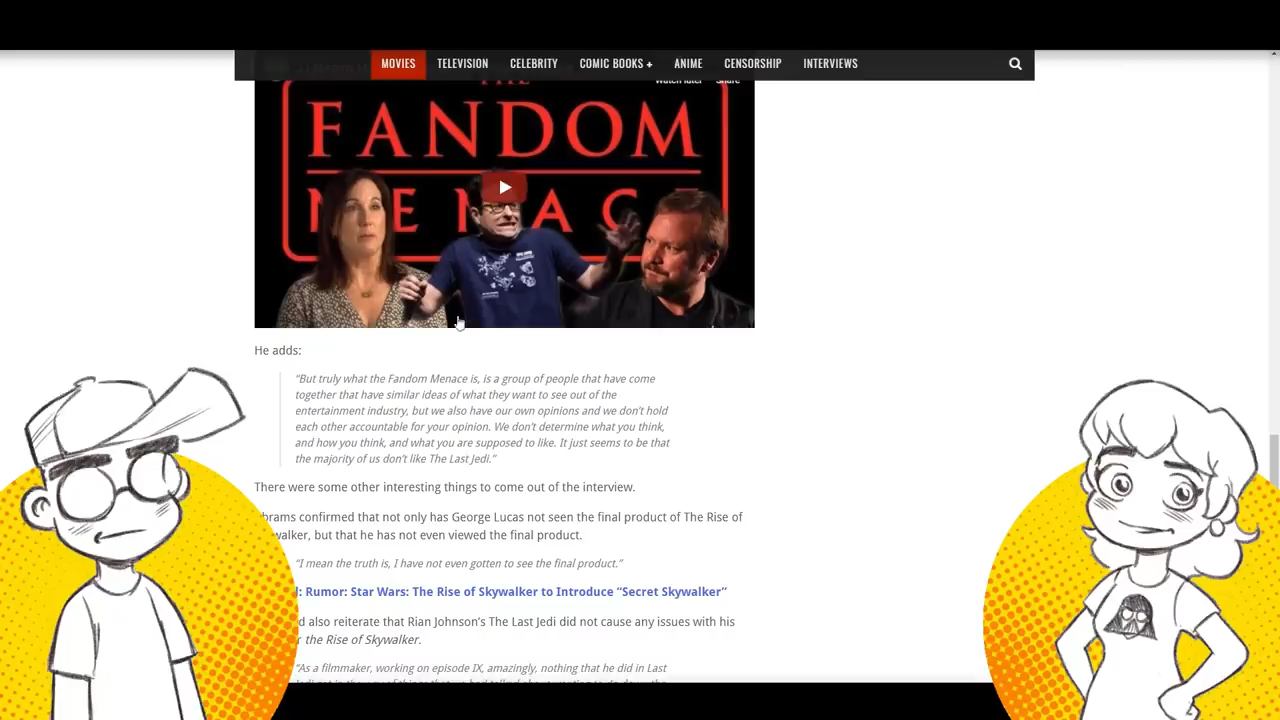 MOVIES TELEVISION CELEBRITY COMIC BOOKS + ANIME CENSORSHIP INTERVIEWS
Watch later Share
THE
FANDOM
MENACE
He adds:
“But truly what the Fandom Menace is, is a group of people that have come
together that have similar ideas of what they want to see out of the
entertainment industry, but we also have our own opinions and we don’t hold
each other accountable for your opinion. We don’t determine what you think,
and how you think, and what you are supposed to like. It just seems to be that
the majority of us don’t like The Last Jedi.”
There were some other interesting things to come out of the interview.
brams confirmed that not only has George Lucas not seen the final product of The Rise of
walker, but that he has not even viewed the final product.
“I mean the truth is, I have not even gotten to see the final product.”
: Rumor: Star Wars: The Rise of Skywalker to Introduce “Secret Skywalker”
d also reiterate that Rian Johnson’s The Last Jedi did not cause any issues with his
the Rise of Skywalker.
“As a filmmaker, working on episode IX, amazingly, nothing that he did in Last